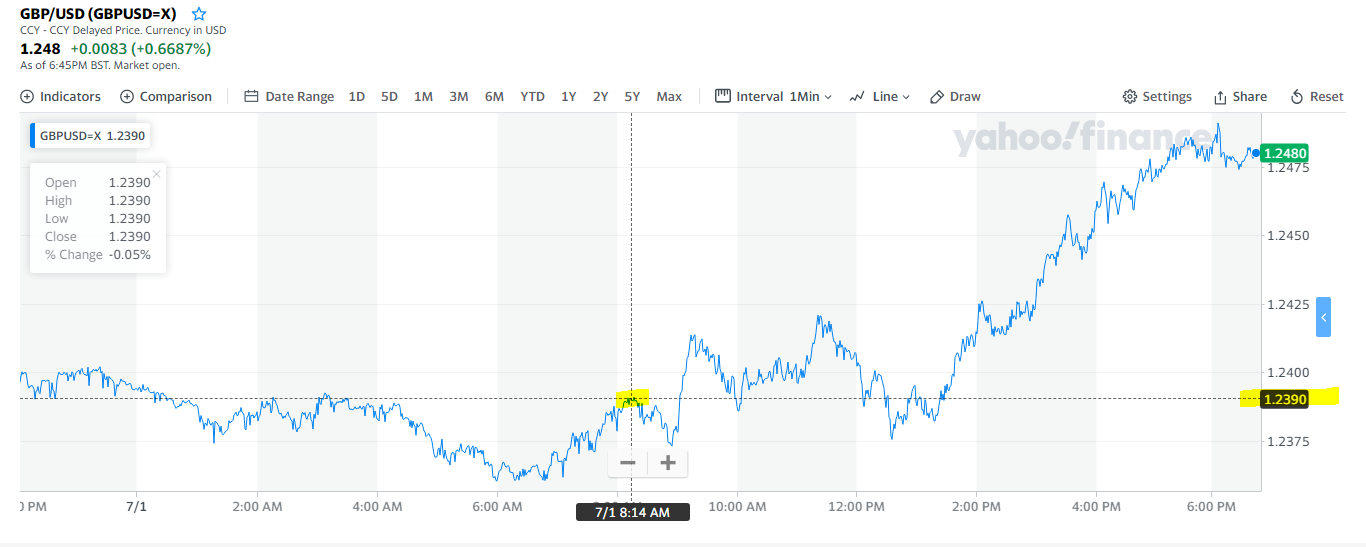 GBP/USD (GBPUSD=X)
CCY - CCY Delayed Price. Currency in USD
1.248 +0.0083 (+0.6687%)
As of 6:45PM BST. Market open.
Indicators Comparison Date Range 1D 5D 1M 3M 6M YTD 1Y 2Y 5Y Max Interval 1Min Line Draw Settings Share Reset
GBPUSD=X 1.2390
yahoo!finance
Open 1.2390
High 1.2390
Low 1.2390
Close 1.2390
% Change -0.05%
1.2480
1.2475
1.2450
1.2425
1.2400
1.2390
1.2375
PM 7/1 2:00 AM 4:00 AM 6:00 AM 10:00 AM 12:00 PM 2:00 PM 4:00 PM 6:00 PM
7/1 8:14 AM